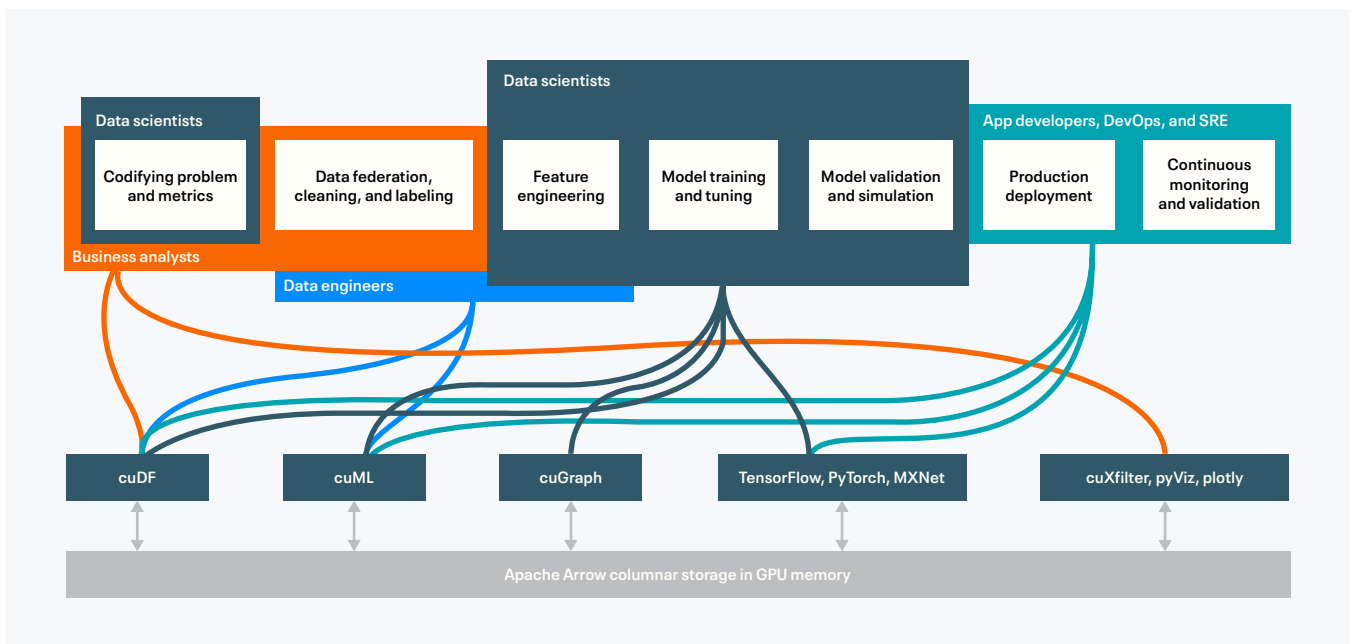 Data scientists
Codifying problem
and metrics
Business analysts
Data federation,
cleaning, and labeling
Data engineers
Data scientists
Feature
engineering
Model training
and tuning
Model validation
and simulation
App developers, DevOps, and SRE
Production
deployment
Continuous
monitoring
and validation
cuDF
cuML
cuGraph
TensorFlow, PyTorch, MXNet
cuXfilter, pyViz, plotly
Apache Arrow columnar storage in GPU memory